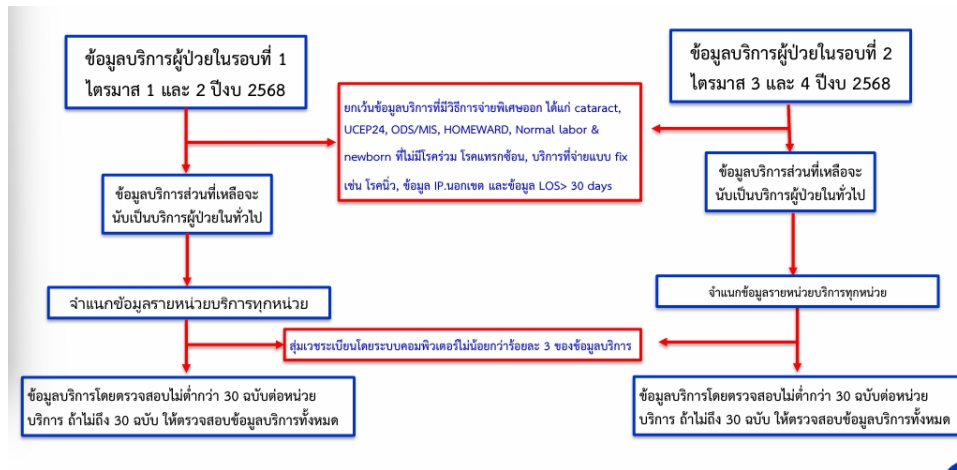 ข้อมูลบริการผู้ป่วยในรอบที่ 1
ไตรมาส 1 และ 2 ปีงบ 2568
ข้อมูลบริการผู้ป่วยในรอบที่ 2
ไตรมาส 3 และ 4 ปีงบ 2568
ยกเว้นข้อมูลบริการที่มีวิธีการจ่ายพิเศษออก ได้แก่ cataract,
UCEP24, ODS/MIS, HOMEWARD, Normal labor &
newborn ที่ไม่มีโรคร่วม โรคแทรกซ้อน, บริการที่จ่ายแบบ fix
เช่น โรคนิ่ว, ข้อมูล IP.นอกเขต และข้อมูล LOS> 30 days
ข้อมูลบริการส่วนที่เหลือจะ
นับเป็นบริการผู้ป่วยในทั่วไป
ข้อมูลบริการส่วนที่เหลือจะ
นับเป็นบริการผู้ป่วยในทั่วไป
จำแนกข้อมูลรายหน่วยบริการทุกหน่วย
จำแนกข้อมูลรายหน่วยบริการทุกหน่วย
สุ่มเวชระเบียนโดยระบบคอมพิวเตอร์ไม่น้อยกว่าร้อยละ 3 ของข้อมูลบริการ
ข้อมูลบริการโดยตรวจสอบไม่ต่ำกว่า 30 ฉบับต่อหน่วย
บริการ ถ้าไม่ถึง 30 ฉบับ ให้ตรวจสอบข้อมูลบริการทั้งหมด
ข้อมูลบริการโดยตรวจสอบไม่ต่ำกว่า 30 ฉบับต่อหน่วย
บริการ ถ้าไม่ถึง 30 ฉบับ ให้ตรวจสอบข้อมูลบริการทั้งหมด